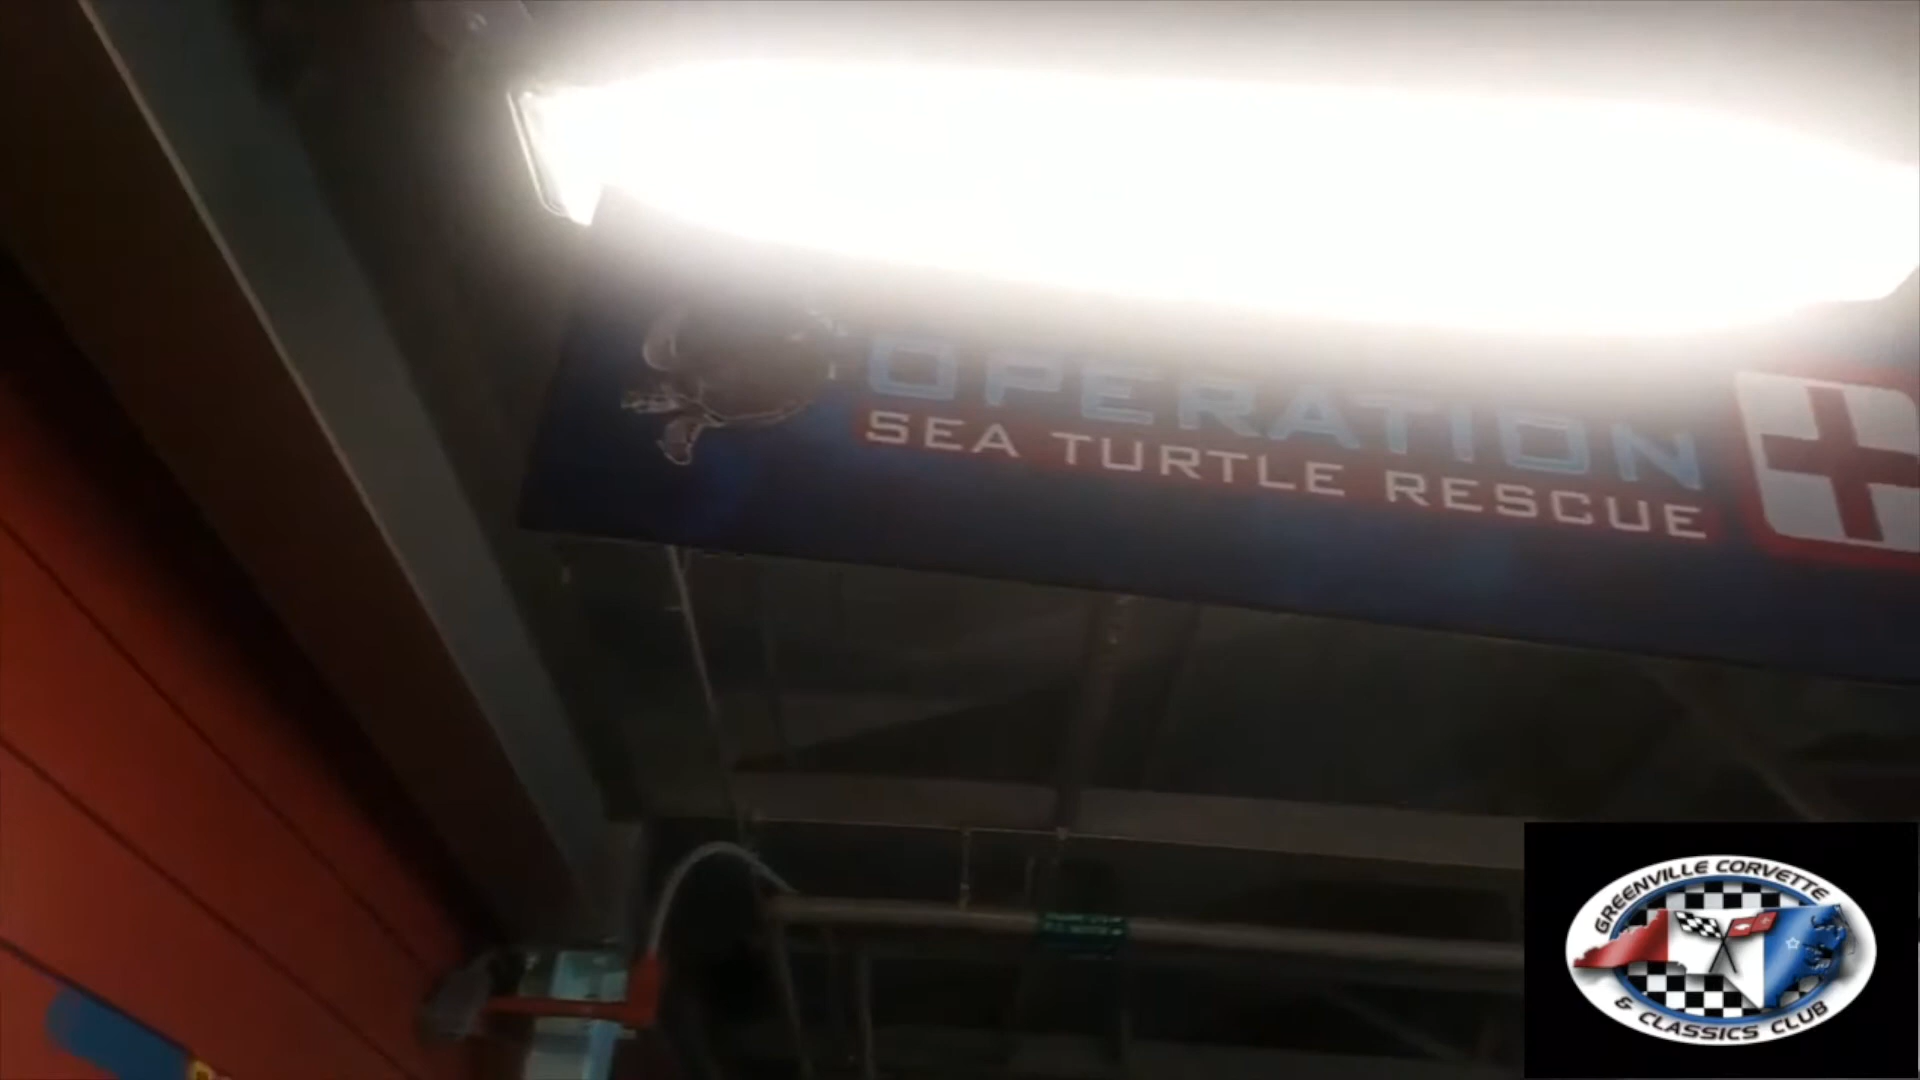 OPERATION
SEA TURTLE RESCUE
GREENVILLE CORVETTE
& CLASSICS CLUB